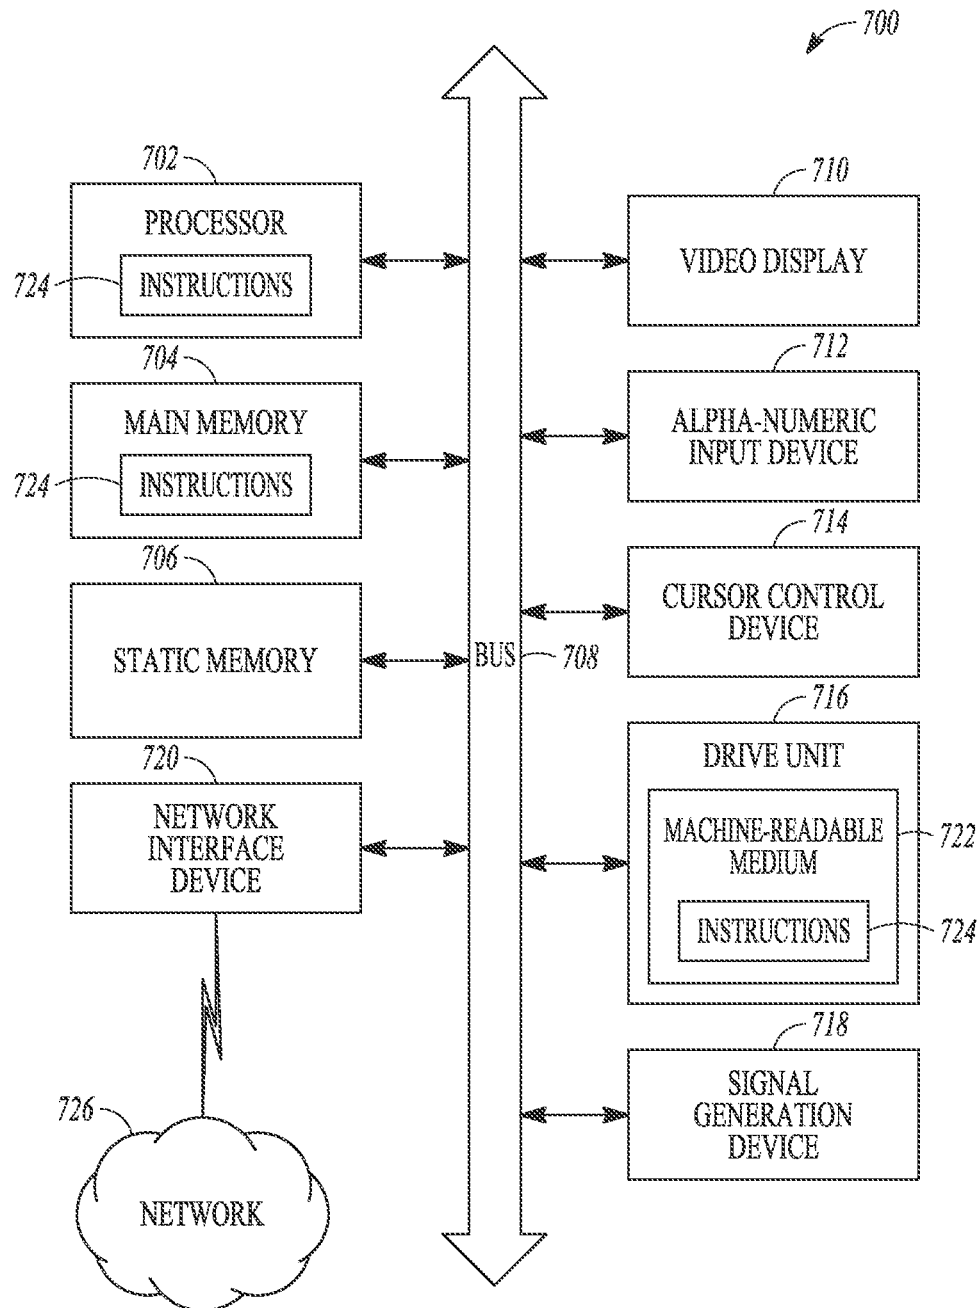 700
702
PROCESSOR
724
INSTRUCTIONS
704
MAIN MEMORY
724
INSTRUCTIONS
706
STATIC MEMORY
720
NETWORK
INTERFACE
DEVICE
726
NETWORK
BUS
708
710
VIDEO DISPLAY
712
ALPHA-NUMERIC
INPUT DEVICE
714
CURSOR CONTROL
DEVICE
716
DRIVE UNIT
MACHINE-READABLE
MEDIUM
722
INSTRUCTIONS
724
718
SIGNAL
GENERATION
DEVICE